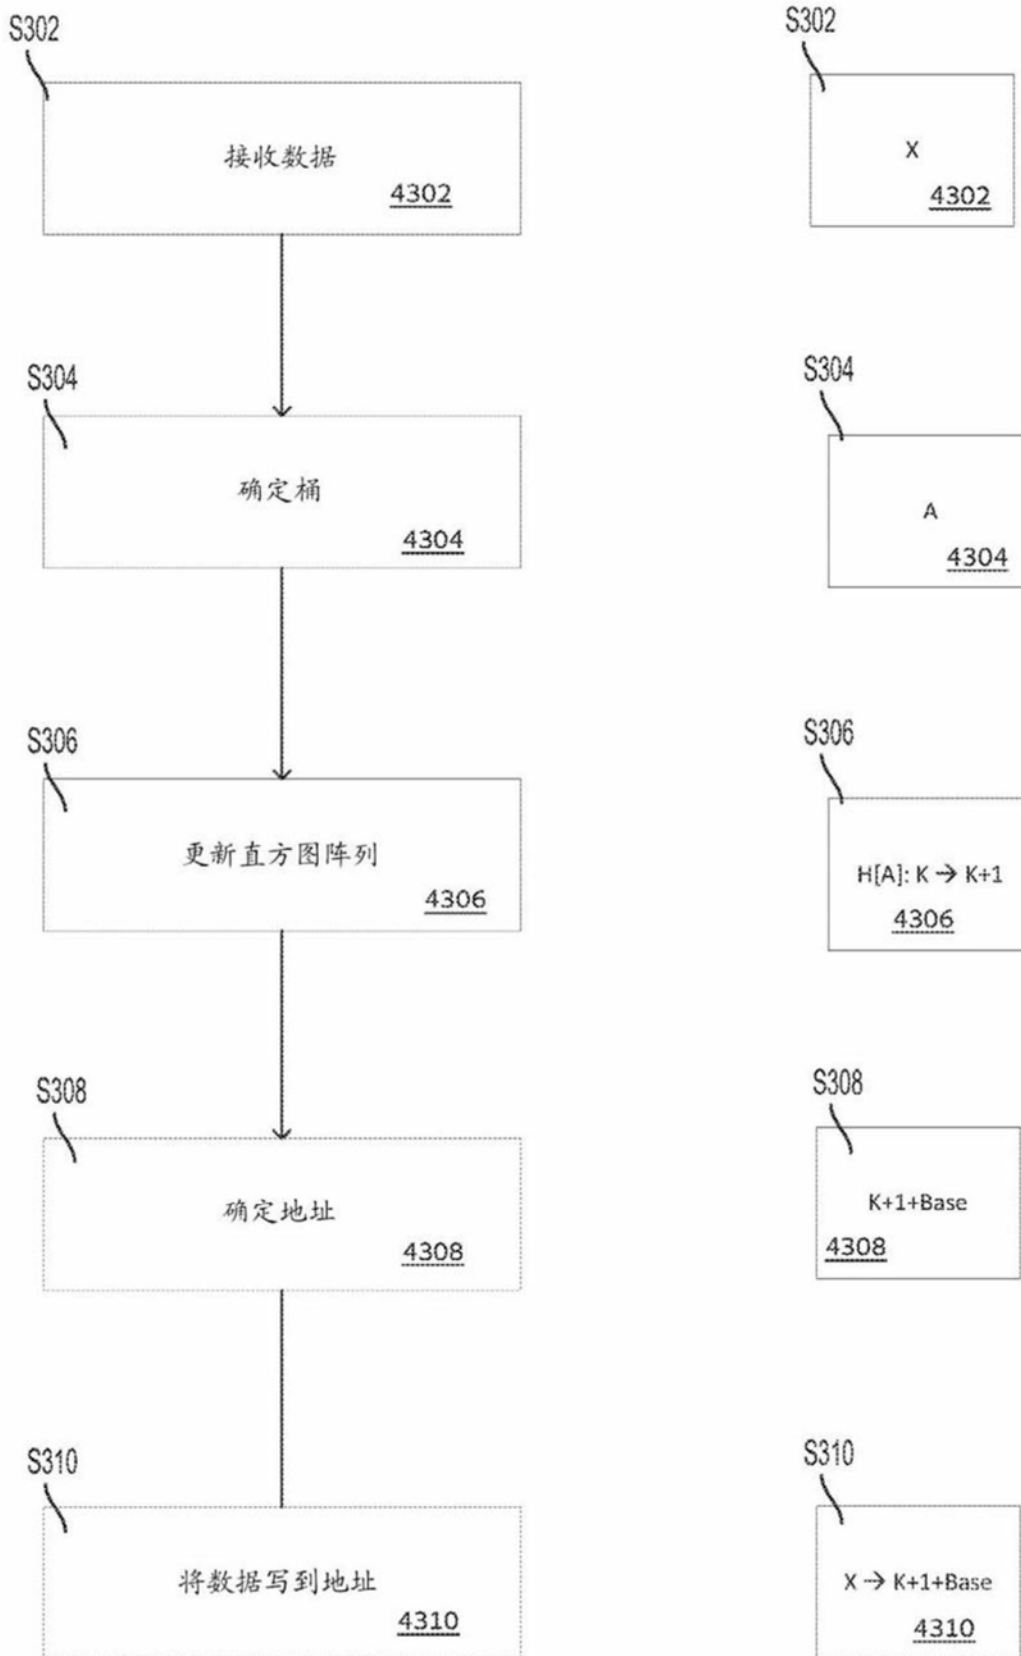 S302
接收数据
4302
S304
确定桶
4304
S306
更新直方图阵列
4306
S308
确定地址
4308
S310
将数据写到地址
4310
S302
X
4302
S304
A
4304
S306
H[A]: K → K+1
4306
S308
K+1+Base
4308
S310
X → K+1+Base
4310